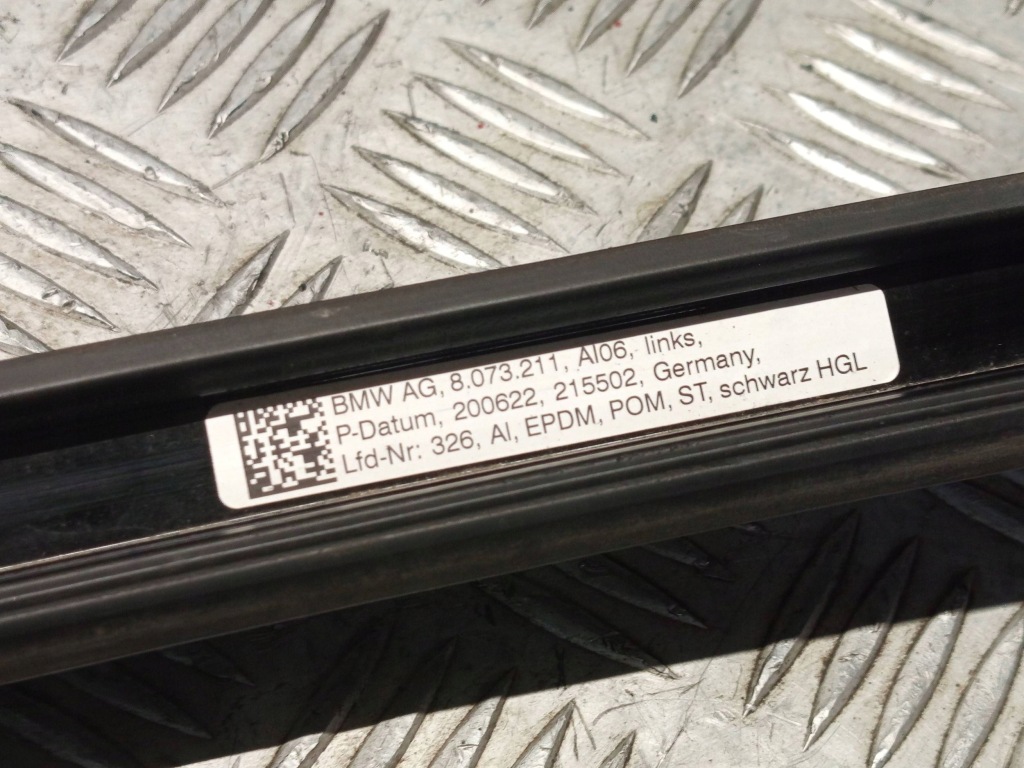 BMW AG, 8.073.211, AI06, links,
P-Datum, 200622, 215502, Germany,
Lfd-Nr: 326, Al, EPDM, POM, ST, schwarz HGL